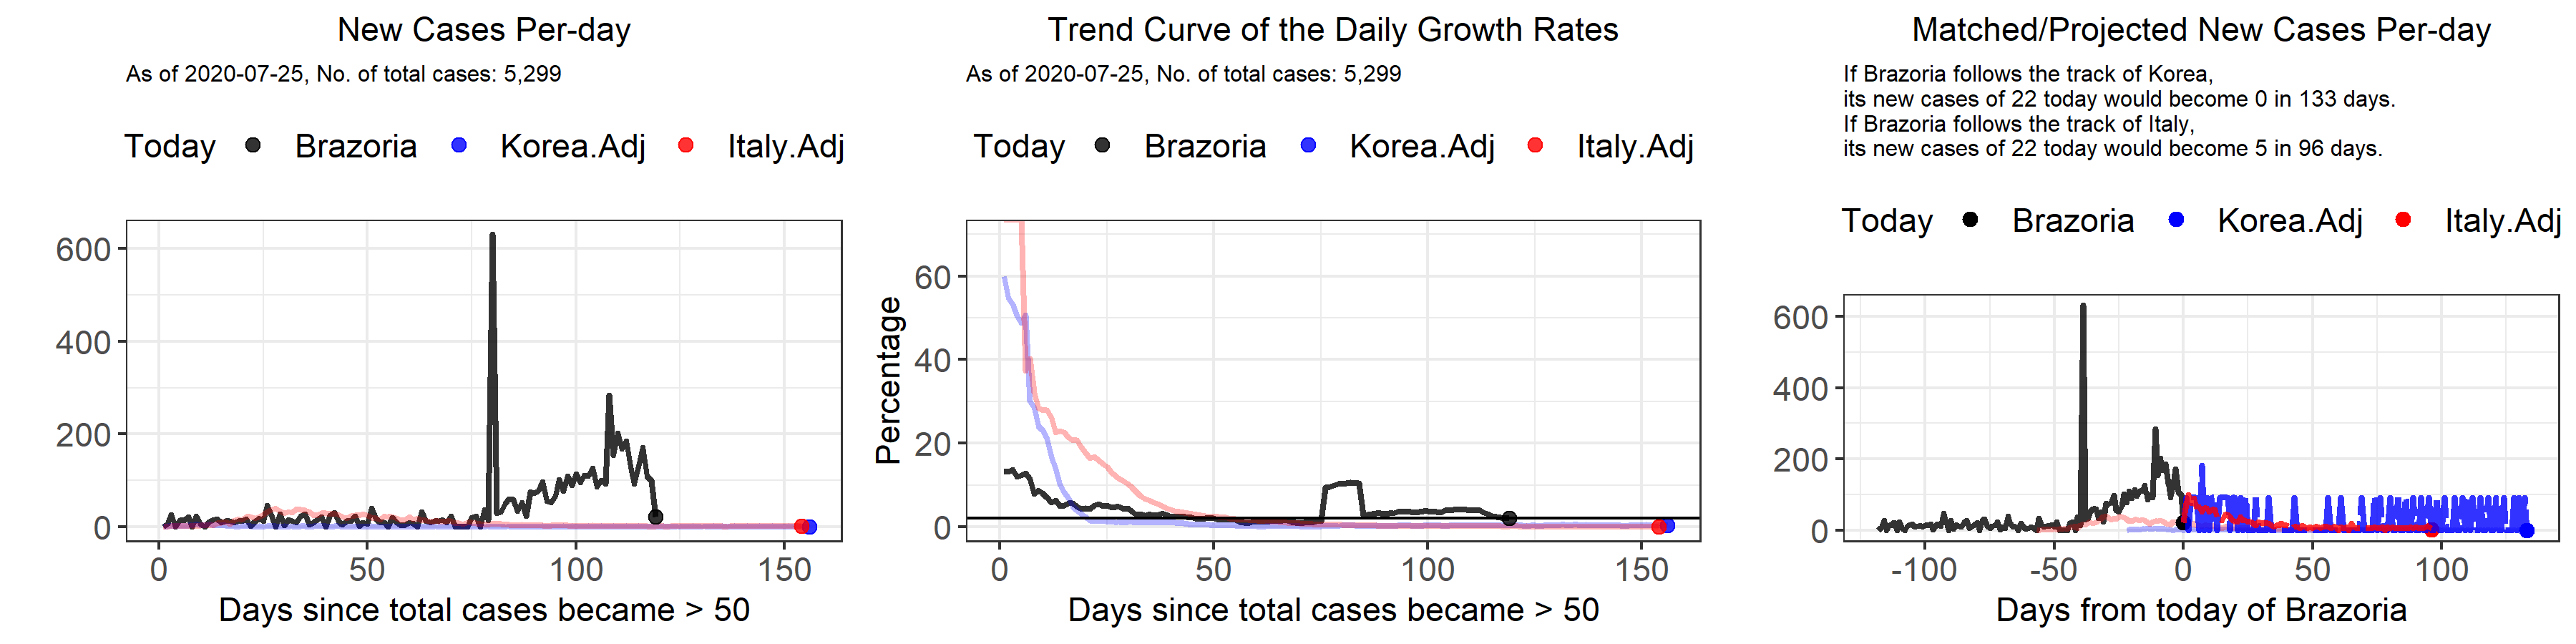 New Cases Per-day
As of 2020-07-25, No. of total cases: 5,299
Today Brazoria Korea.Adj Italy.Adj
600
400
200
0
0 50 100 150
Days since total cases became > 50
Trend Curve of the Daily Growth Rates
As of 2020-07-25, No. of total cases: 5,299
Today Brazoria Korea.Adj Italy.Adj
Percentage
60
40
20
0
0 50 100 150
Days since total cases became > 50
Matched/Projected New Cases Per-day
If Brazoria follows the track of Korea,
its new cases of 22 today would become 0 in 133 days.
If Brazoria follows the track of Italy,
its new cases of 22 today would become 5 in 96 days.
Today Brazoria Korea.Adj Italy.Adj
600
400
200
0
-100 -50 0 50 100
Days from today of Brazoria